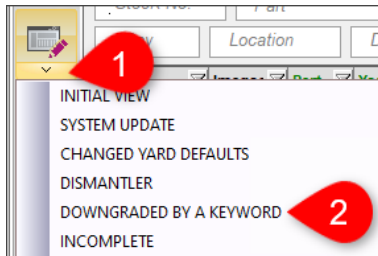 Stock No.
Part
Location
1
Part
INITIAL VIEW
SYSTEM UPDATE
CHANGED YARD DEFAULTS
DISMANTLER
DOWNGRADED BY A KEYWORD
2
INCOMPLETE